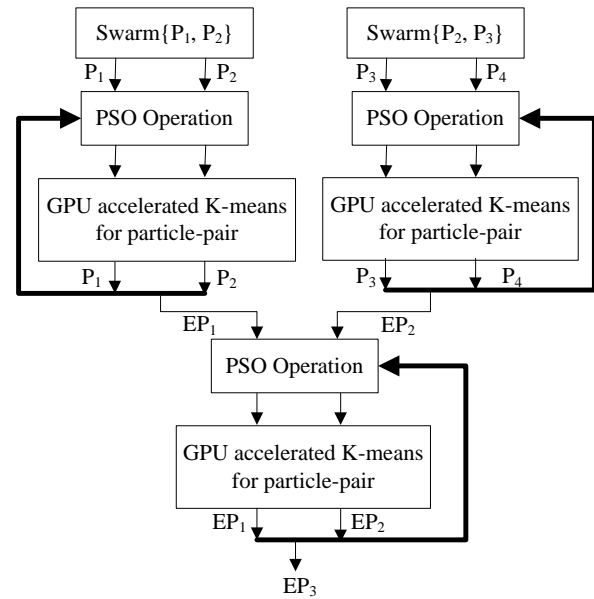 Swarm{P₁, P₂}
Swarm{P₂, P₃}
P₁
P₂
P₃
P₄
PSO Operation
PSO Operation
GPU accelerated K-means
for particle-pair
GPU accelerated K-means
for particle-pair
P₁
P₂
P₃
P₄
EP₁
EP₂
PSO Operation
GPU accelerated K-means
for particle-pair
EP₁
EP₂
EP₃